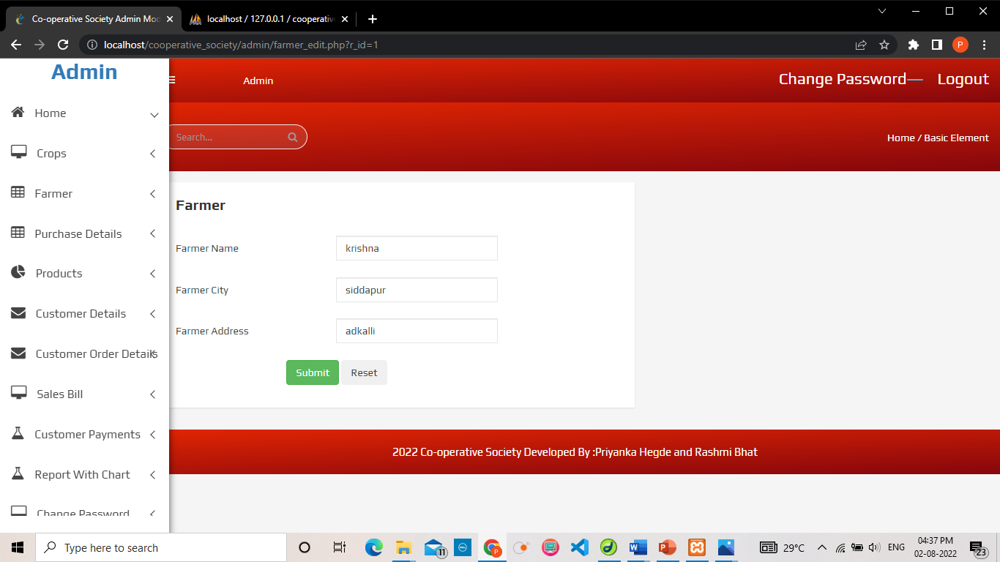 Co-operative Society Admin Mod
localhost / 127.0.0.1 / cooperative
localhost/cooperative_society/admin/farmer_edit.php?r_id=1
P
Admin
Admin
Change Password
Logout
Home
Search...
Home / Basic Element
Crops
Farmer
Purchase Details
Products
Customer Details
Customer Order Details
Sales Bill
Customer Payments
Report With Chart
Change Password
Farmer
Farmer Name
krishna
Farmer City
siddapur
Farmer Address
adkalli
Submit
Reset
2022 Co-operative Society Developed By :Priyanka Hegde and Rashmi Bhat
Type here to search
11
29°C
ENG
04:37 PM
02-08-2022
23